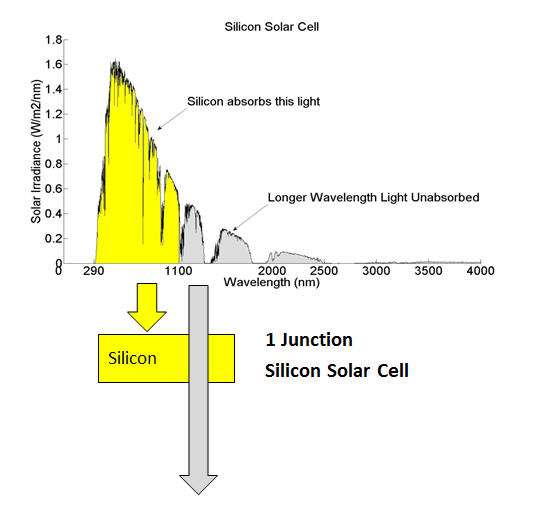 Silicon Solar Cell
1.8
1.6
1.4
1.2
1
0.8
0.6
0.4
0.2
0
Solar Irradiance (W/m2/nm)
Silicon absorbs this light
Longer Wavelength Light Unabsorbed
0 290 1100 2000 2500 3000 3500 4000
Wavelength (nm)
Silicon
1 Junction
Silicon Solar Cell